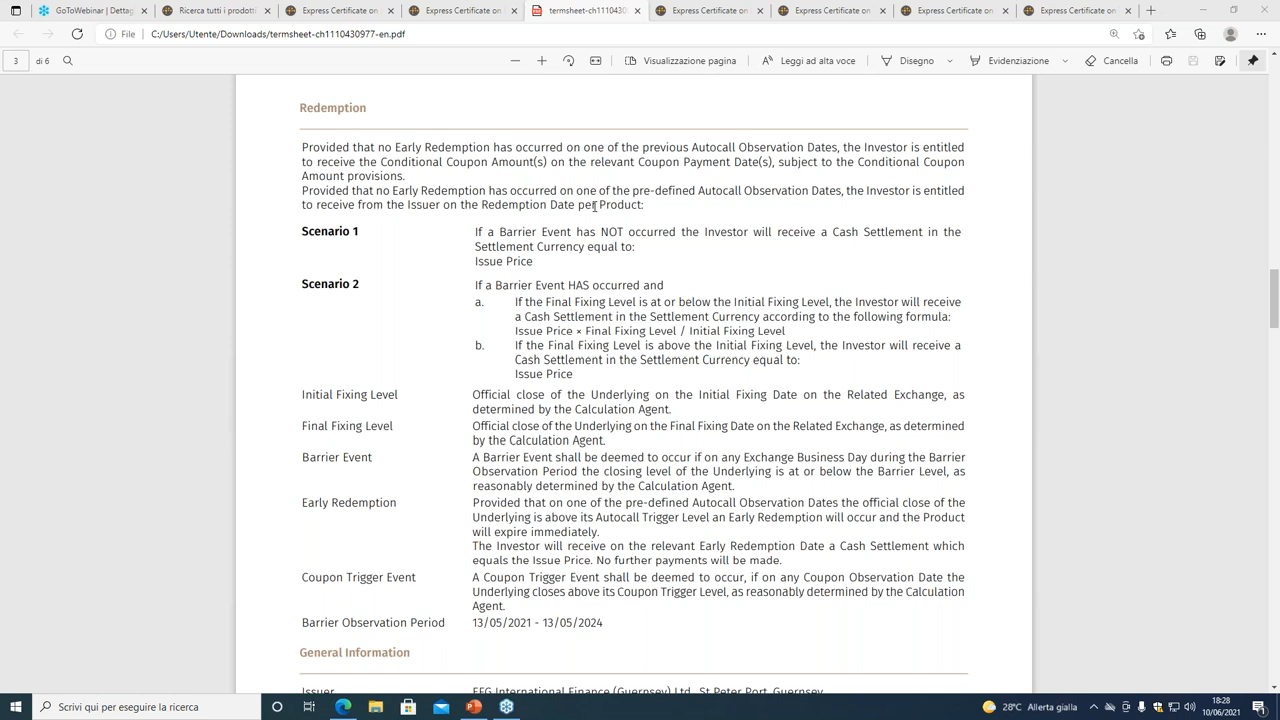 GoToWebinar | Dettag
Ricerca tutti i prodotti
Express Certificate on
Express Certificate on
termsheet-ch1110430
Express Certificate on
Express Certificate on
Express Certificate on
Express Certificate on
File
C:/Users/Utente/Downloads/termsheet-ch1110430977-en.pdf
3 di 6
Visualizzazione pagina
Leggi ad alta voce
Disegno
Evidenziazione
Cancella
Redemption
Provided that no Early Redemption has occurred on one of the previous Autocall Observation Dates, the Investor is entitled
to receive the Conditional Coupon Amount(s) on the relevant Coupon Payment Date(s), subject to the Conditional Coupon
Amount provisions.
Provided that no Early Redemption has occurred on one of the pre-defined Autocall Observation Dates, the Investor is entitled
to receive from the Issuer on the Redemption Date per Product:
Scenario 1
If a Barrier Event has NOT occurred the Investor will receive a Cash Settlement in the
Settlement Currency equal to:
Issue Price
Scenario 2
If a Barrier Event HAS occurred and
a. If the Final Fixing Level is at or below the Initial Fixing Level, the Investor will receive
a Cash Settlement in the Settlement Currency according to the following formula:
Issue Price × Final Fixing Level / Initial Fixing Level
b. If the Final Fixing Level is above the Initial Fixing Level, the Investor will receive a
Cash Settlement in the Settlement Currency equal to:
Issue Price
Initial Fixing Level
Official close of the Underlying on the Initial Fixing Date on the Related Exchange, as
determined by the Calculation Agent.
Final Fixing Level
Official close of the Underlying on the Final Fixing Date on the Related Exchange, as determined
by the Calculation Agent.
Barrier Event
A Barrier Event shall be deemed to occur if on any Exchange Business Day during the Barrier
Observation Period the closing level of the Underlying is at or below the Barrier Level, as
reasonably determined by the Calculation Agent.
Early Redemption
Provided that on one of the pre-defined Autocall Observation Dates the official close of the
Underlying is above its Autocall Trigger Level an Early Redemption will occur and the Product
will expire immediately.
The Investor will receive on the relevant Early Redemption Date a Cash Settlement which
equals the Issue Price. No further payments will be made.
Coupon Trigger Event
A Coupon Trigger Event shall be deemed to occur, if on any Coupon Observation Date the
Underlying closes above its Coupon Trigger Level, as reasonably determined by the Calculation
Agent.
Barrier Observation Period
13/05/2021 - 13/05/2024
General Information
Issuer
EFG International Finance (Guernsey) Ltd., St Peter Port, Guernsey
Scrivi qui per eseguire la ricerca
28°C Allerta gialla
18:28
10/06/2021